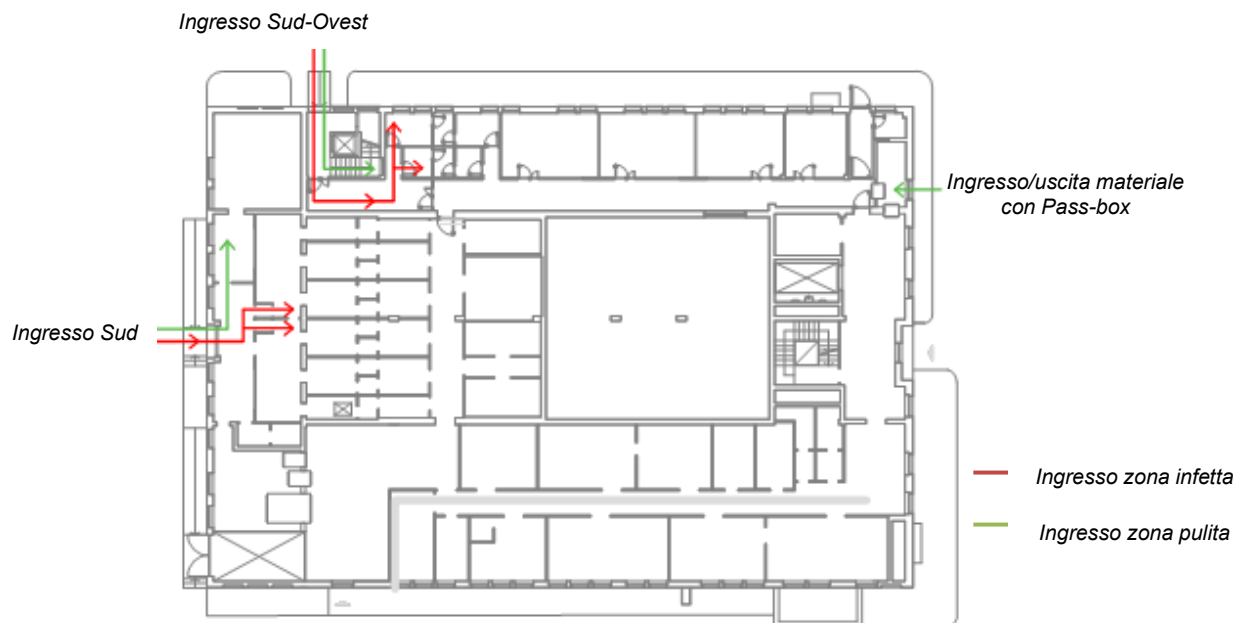 Ingresso Sud-Ovest
Ingresso/uscita materiale
con Pass-box
Ingresso Sud
Ingresso zona infetta
Ingresso zona pulita